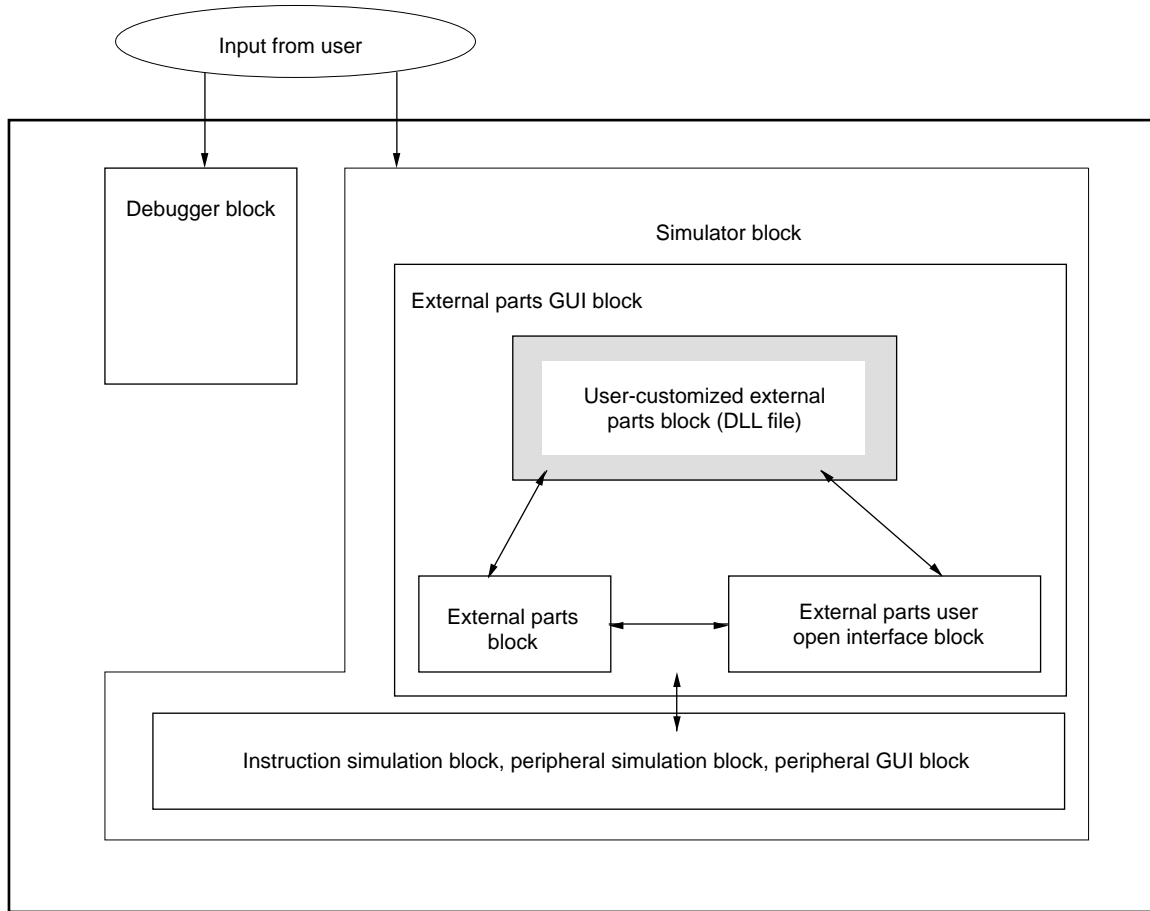 Input from user
Debugger block
Simulator block
External parts GUI block
User-customized external
parts block (DLL file)
External parts
block
External parts user
open interface block
Instruction simulation block, peripheral simulation block, peripheral GUI block